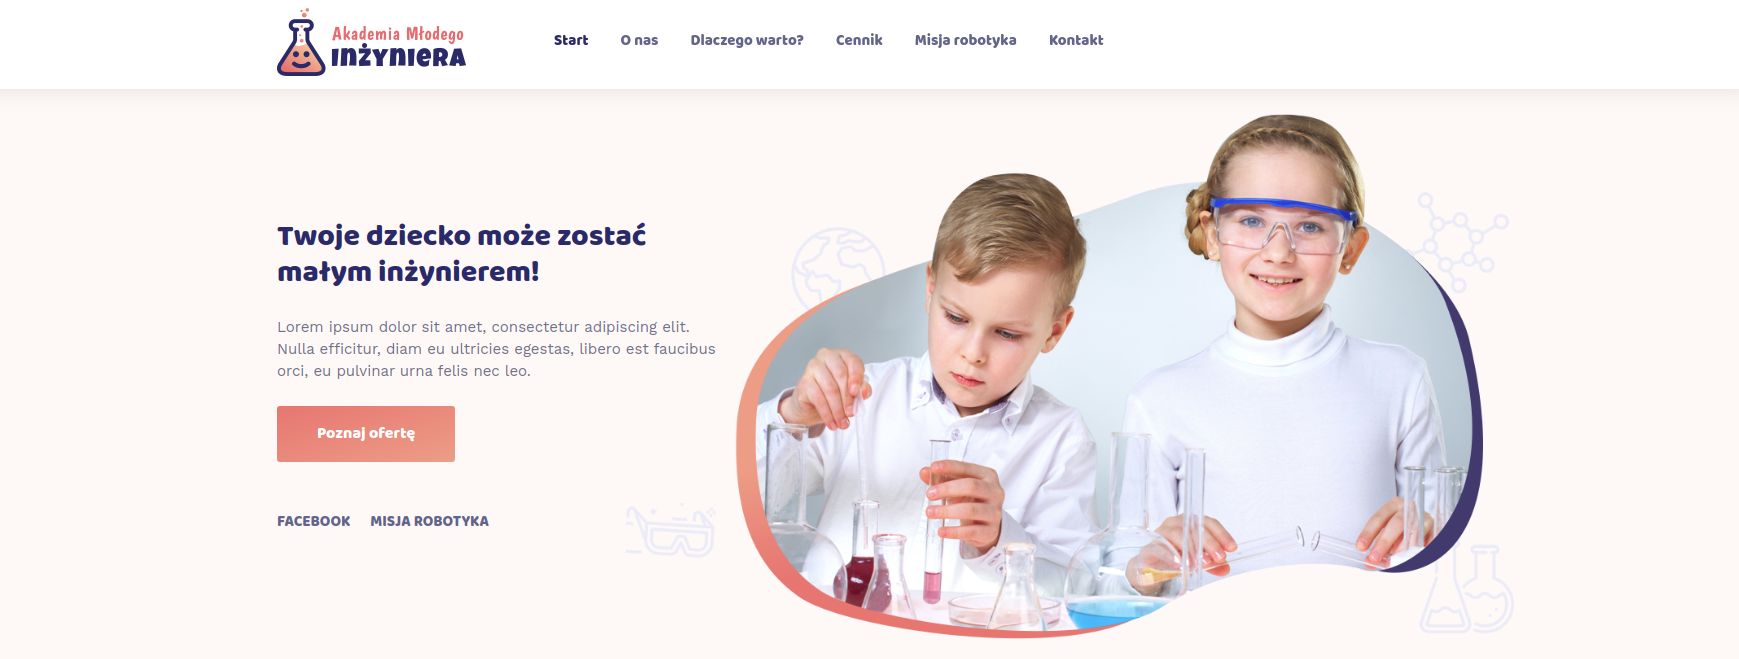 Akademia Młodego
INŻYNIERA
Start O nas Dlaczego warto? Cennik Misja robotyka Kontakt
Twoje dziecko może zostać
małym inżynierem!
Lorem ipsum dolor sit amet, consectetur adipiscing elit.
Nulla efficitur, diam eu ultricies egestas, libero est faucibus
orci, eu pulvinar urna felis nec leo.
Poznaj ofertę
FACEBOOK MISJA ROBOTYKA